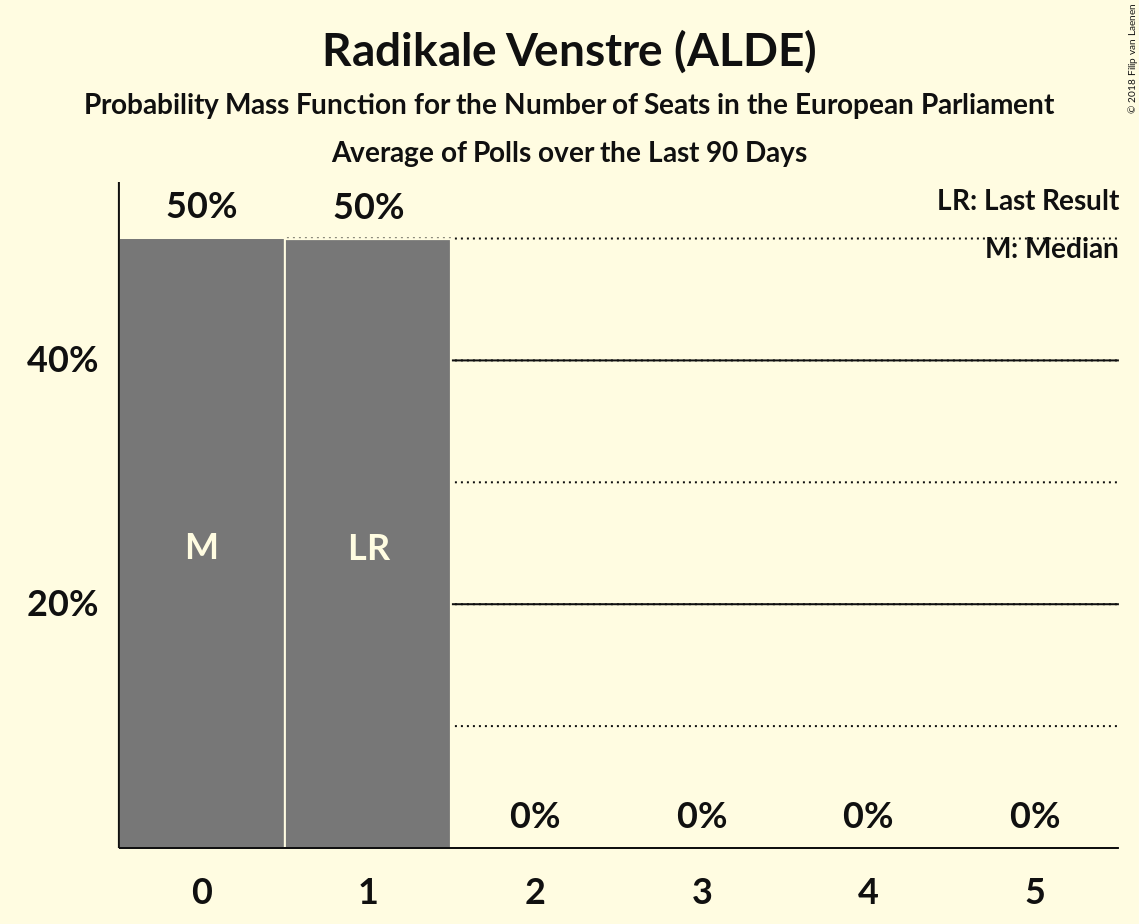 Radikale Venstre (ALDE)
Probability Mass Function for the Number of Seats in the European Parliament
Average of Polls over the Last 90 Days
© 2018 Filip van Laenen
50%
50%
LR: Last Result
M: Median
40%
M
LR
20%
0%
0%
0%
0%
0
1
2
3
4
5